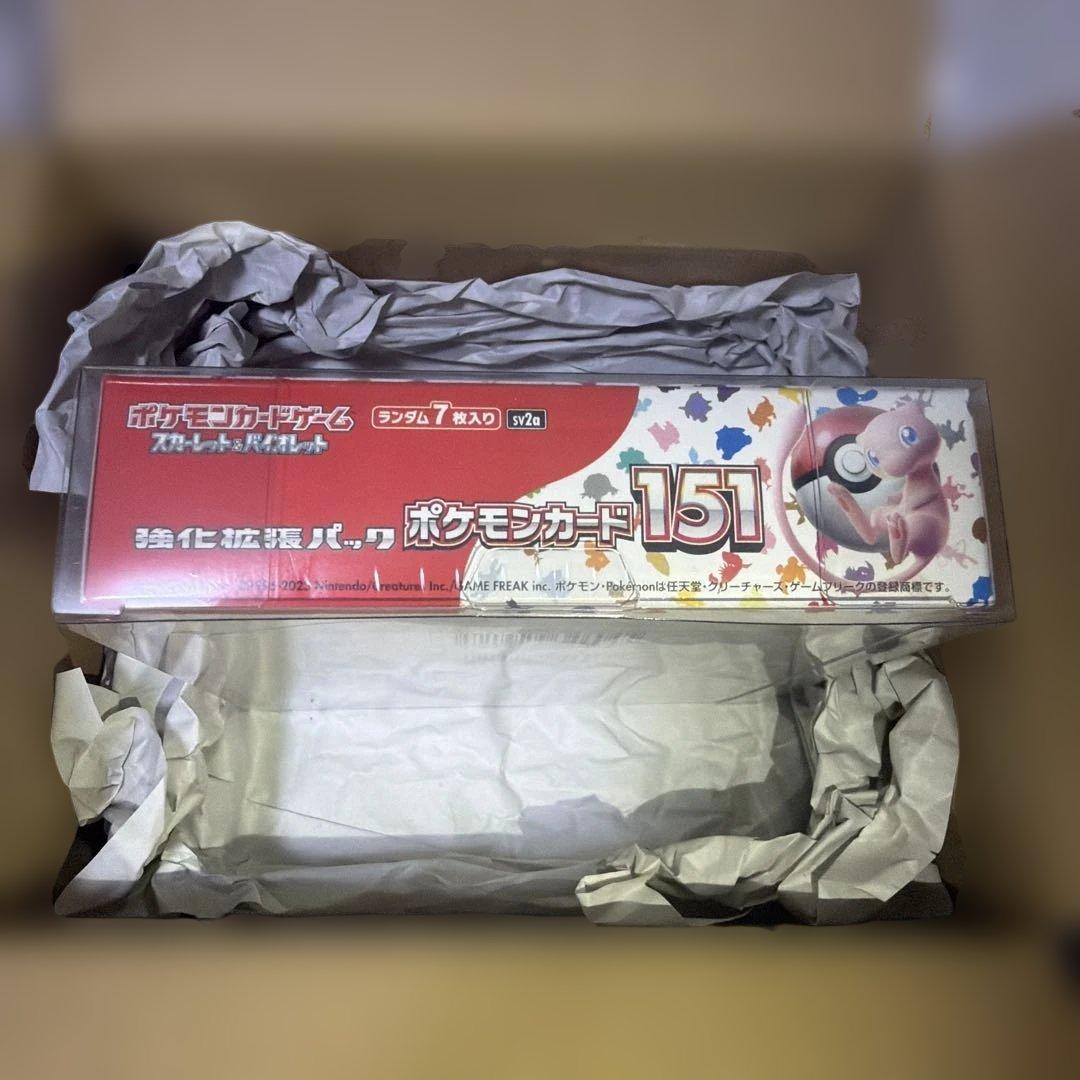 ポケモンカードゲーム
スカーレット&バイオレット
ランダム7枚入り sv2a
強化拡張パック ポケモンカード151
Nintendo/Creatures Inc./GAME FREAK inc. ポケモン・Pokémonは任天堂・クリーチャーズ・ゲームフリークの登録商標です。